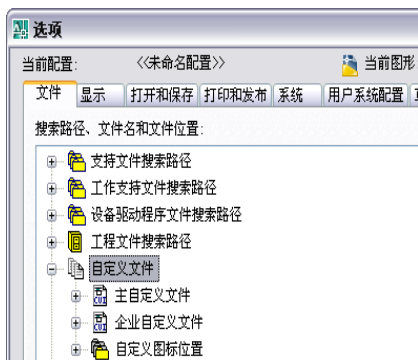 选项
当前配置: <<未命名配置>> 当前图形
文件 显示 打开和保存 打印和发布 系统 用户系统配置
搜索路径、文件名和文件位置:
支持文件搜索路径
工作支持文件搜索路径
设备驱动程序文件搜索路径
工程文件搜索路径
自定义文件
主自定义文件
企业自定义文件
自定义图标位置